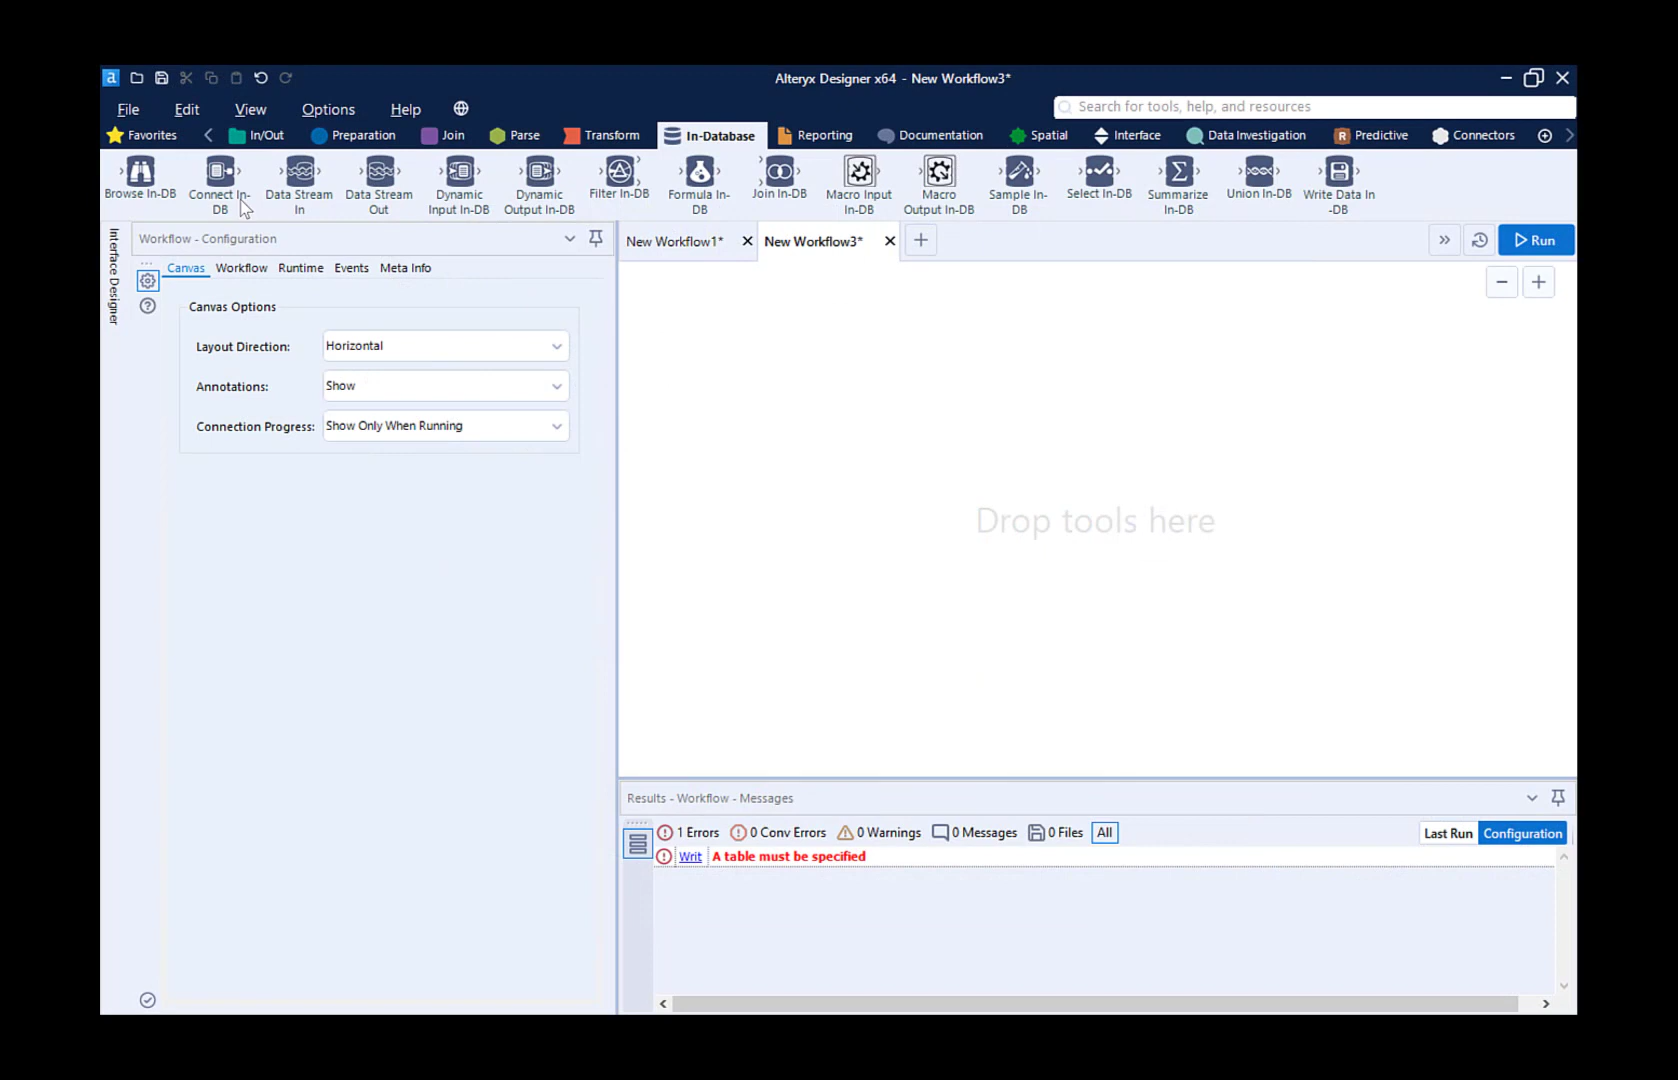 a
Alteryx Designer x64 - New Workflow3*
File Edit View Options Help
Search for tools, help, and resources
Favorites In/Out Preparation Join Parse Transform In-Database Reporting Documentation Spatial Interface Data Investigation R Predictive Connectors
Browse In-DB
Connect In-
DB
Data Stream
In
Data Stream
Out
Dynamic
Input In-DB
Dynamic
Output In-DB
Filter In-DB
Formula In-
DB
Join In-DB
Macro Input
In-DB
Macro
Output In-DB
Sample In-
DB
Select In-DB
Summarize
In-DB
Union In-DB
Write Data In
-DB
Interface Designer
Workflow - Configuration
New Workflow1*
New Workflow3*
Run
Canvas Workflow Runtime Events Meta Info
Canvas Options
Layout Direction: Horizontal
Annotations: Show
Connection Progress: Show Only When Running
Drop tools here
Results - Workflow - Messages
1 Errors 0 Conv Errors 0 Warnings 0 Messages 0 Files All Last Run Configuration
Writ A table must be specified